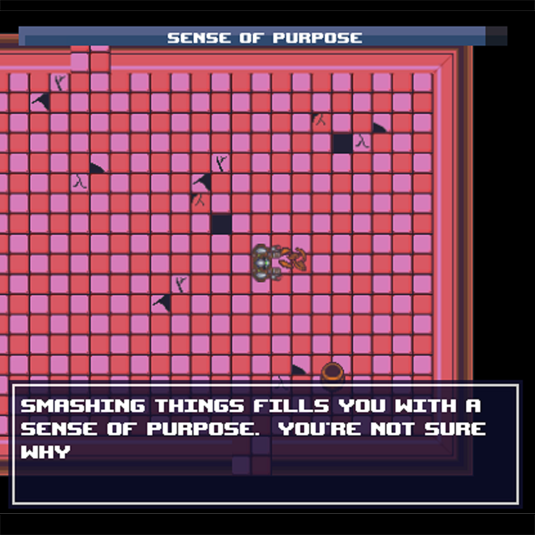 SENSE OF PURPOSE
SMASHING THINGS FILLS YOU WITH A
SENSE OF PURPOSE. YOU'RE NOT SURE
WHY